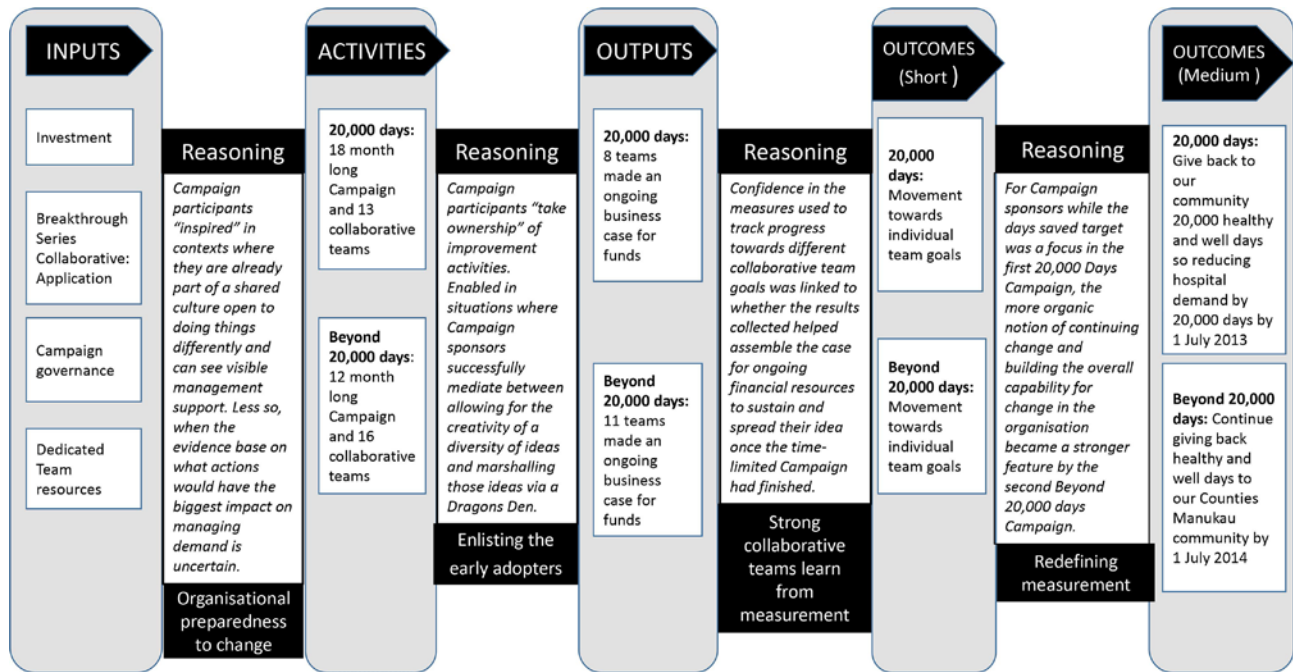 INPUTS
Investment
Breakthrough
Series
Collaborative:
Application
Campaign
governance
Dedicated
Team
resources
Reasoning
Campaign
participants
“inspired” in
contexts where
they are already
part of a shared
culture open to
doing things
differently and
can see visible
management
support. Less so,
when the
evidence base on
what actions
would have the
biggest impact on
managing
demand is
uncertain.
Organisational
preparedness
to change
ACTIVITIES
20,000 days:
18 month
long
Campaign
and 13
collaborative
teams
Beyond
20,000 days:
12 month
long
Campaign
and 16
collaborative
teams
Reasoning
Campaign
participants “take
ownership” of
improvement
activities.
Enabled in
situations where
Campaign
sponsors
successfully
mediate between
allowing for the
creativity of a
diversity of ideas
and marshalling
those ideas via a
Dragons Den.
Enlisting the
early adopters
OUTPUTS
20,000 days:
8 teams
made an
ongoing
business case
for funds
Beyond
20,000 days:
11 teams
made an
ongoing
business case
for funds
Reasoning
Confidence in the
measures used to
track progress
towards different
collaborative team
goals was linked to
whether the results
collected helped
assemble the case
for ongoing
financial resources
to sustain and
spread their idea
once the time-
limited Campaign
had finished.
Strong
collaborative
teams learn
from
measurement
OUTCOMES
(Short )
20,000
days:
Movement
towards
individual
team goals
Beyond
20,000 days:
Movement
towards
individual
team goals
Reasoning
For Campaign
sponsors while the
days saved target
was a focus in the
first 20,000 Days
Campaign, the
more organic
notion of continuing
change and
building the overall
capability for
change in the
organisation
became a stronger
feature by the
second Beyond
20,000 days
Campaign.
Redefining
measurement
OUTCOMES
(Medium )
20,000 days:
Give back to
our
community
20,000 healthy
and well days
so reducing
hospital
demand by
20,000 days by
1 July 2013
Beyond 20,000
days: Continue
giving back
healthy and
well days to
our Counties
Manukau
community by
1 July 2014